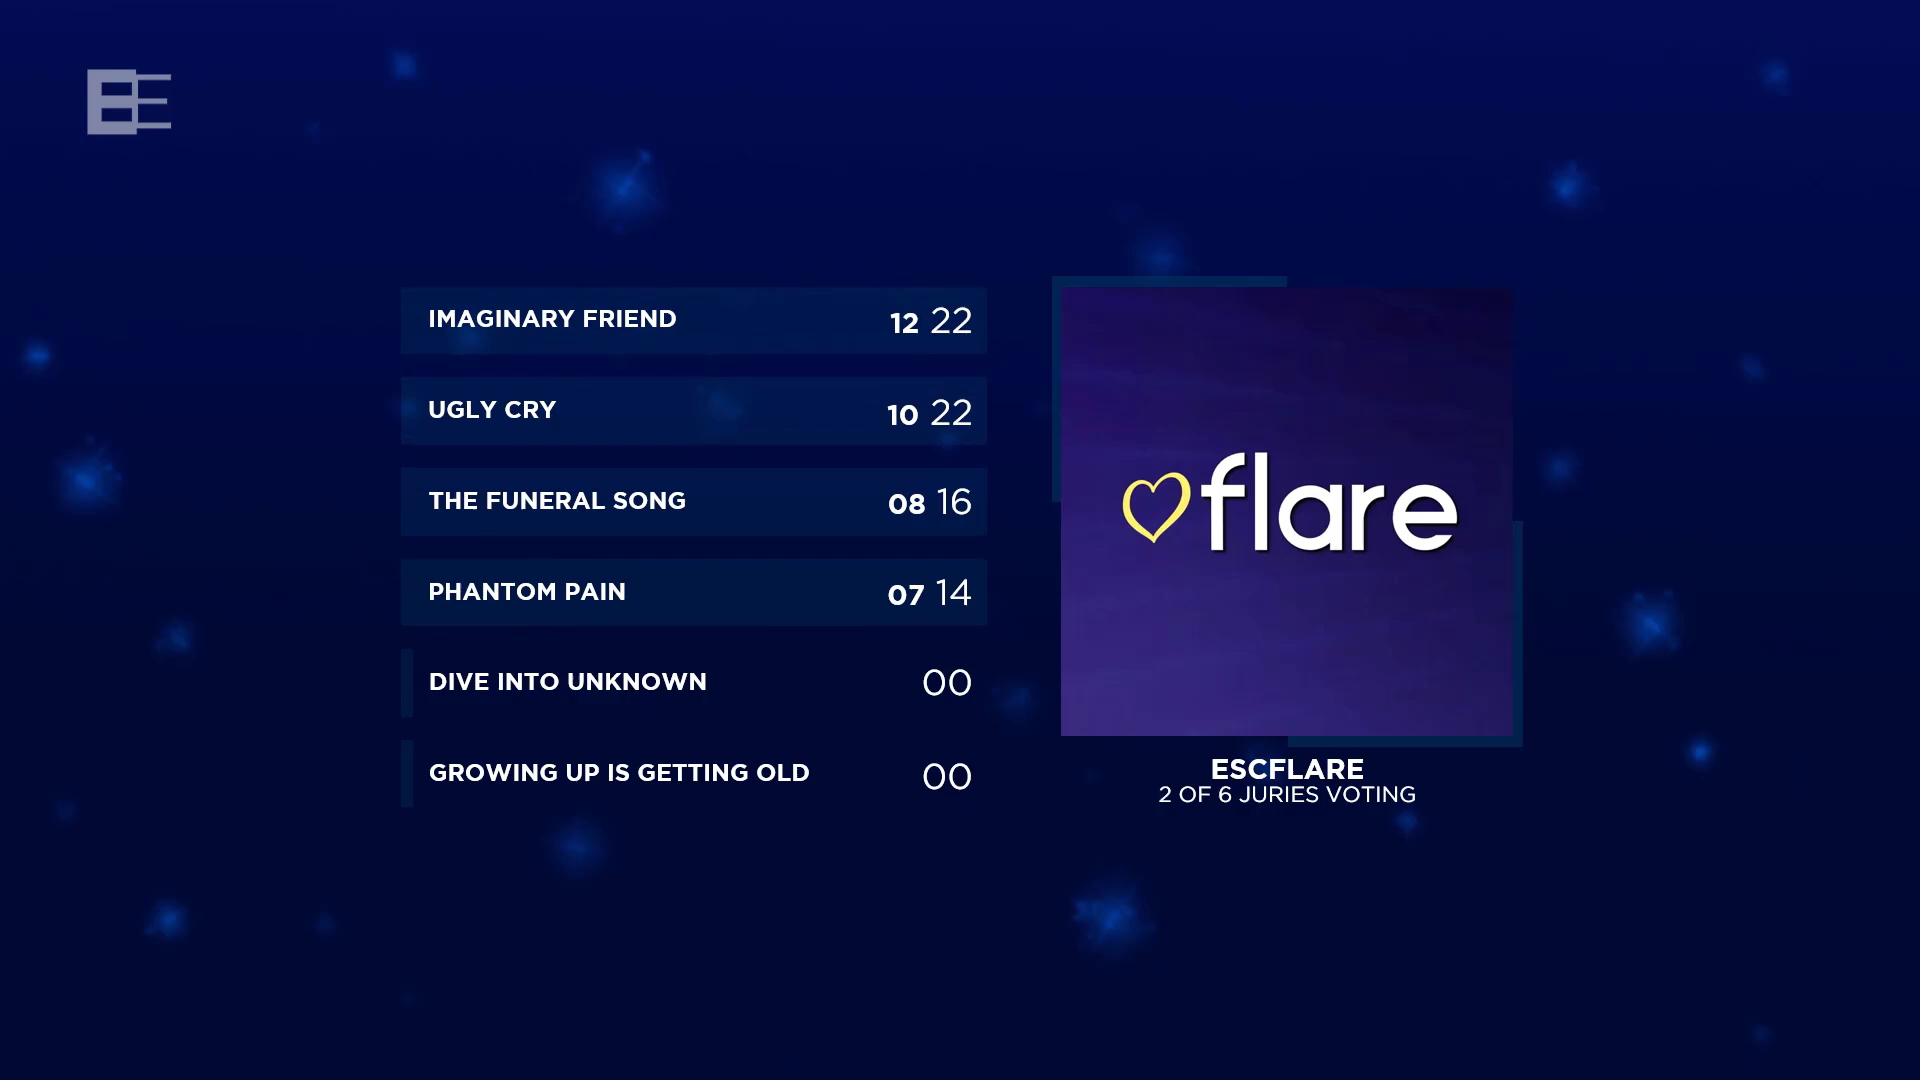 IMAGINARY FRIEND 12 22
UGLY CRY 10 22
THE FUNERAL SONG 08 16
PHANTOM PAIN 07 14
DIVE INTO UNKNOWN 00
GROWING UP IS GETTING OLD 00
flare
ESCFLARE
2 OF 6 JURIES VOTING